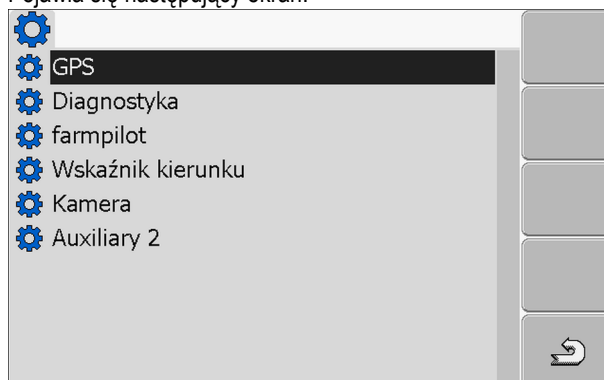 Pojawia się następujący ekran:
GPS
Diagnostyka
farmpilot
Wskaźnik kierunku
Kamera
Auxiliary 2